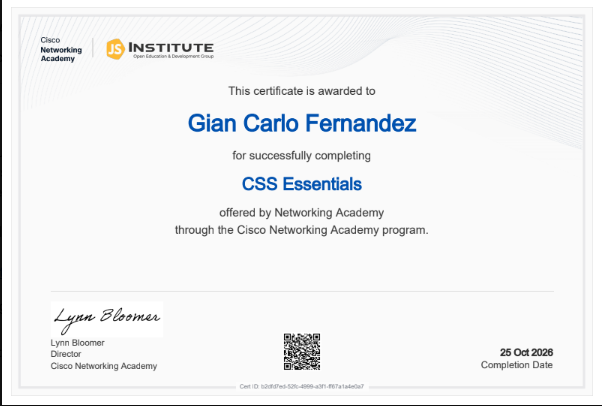 Cisco
Networking
Academy
JS INSTITUTE
Open Education & Development Group
This certificate is awarded to
Gian Carlo Fernandez
for successfully completing
CSS Essentials
offered by Networking Academy
through the Cisco Networking Academy program.
Lynn Bloomer
Lynn Bloomer
Director
Cisco Networking Academy
25 Oct 2026
Completion Date
Cert ID: